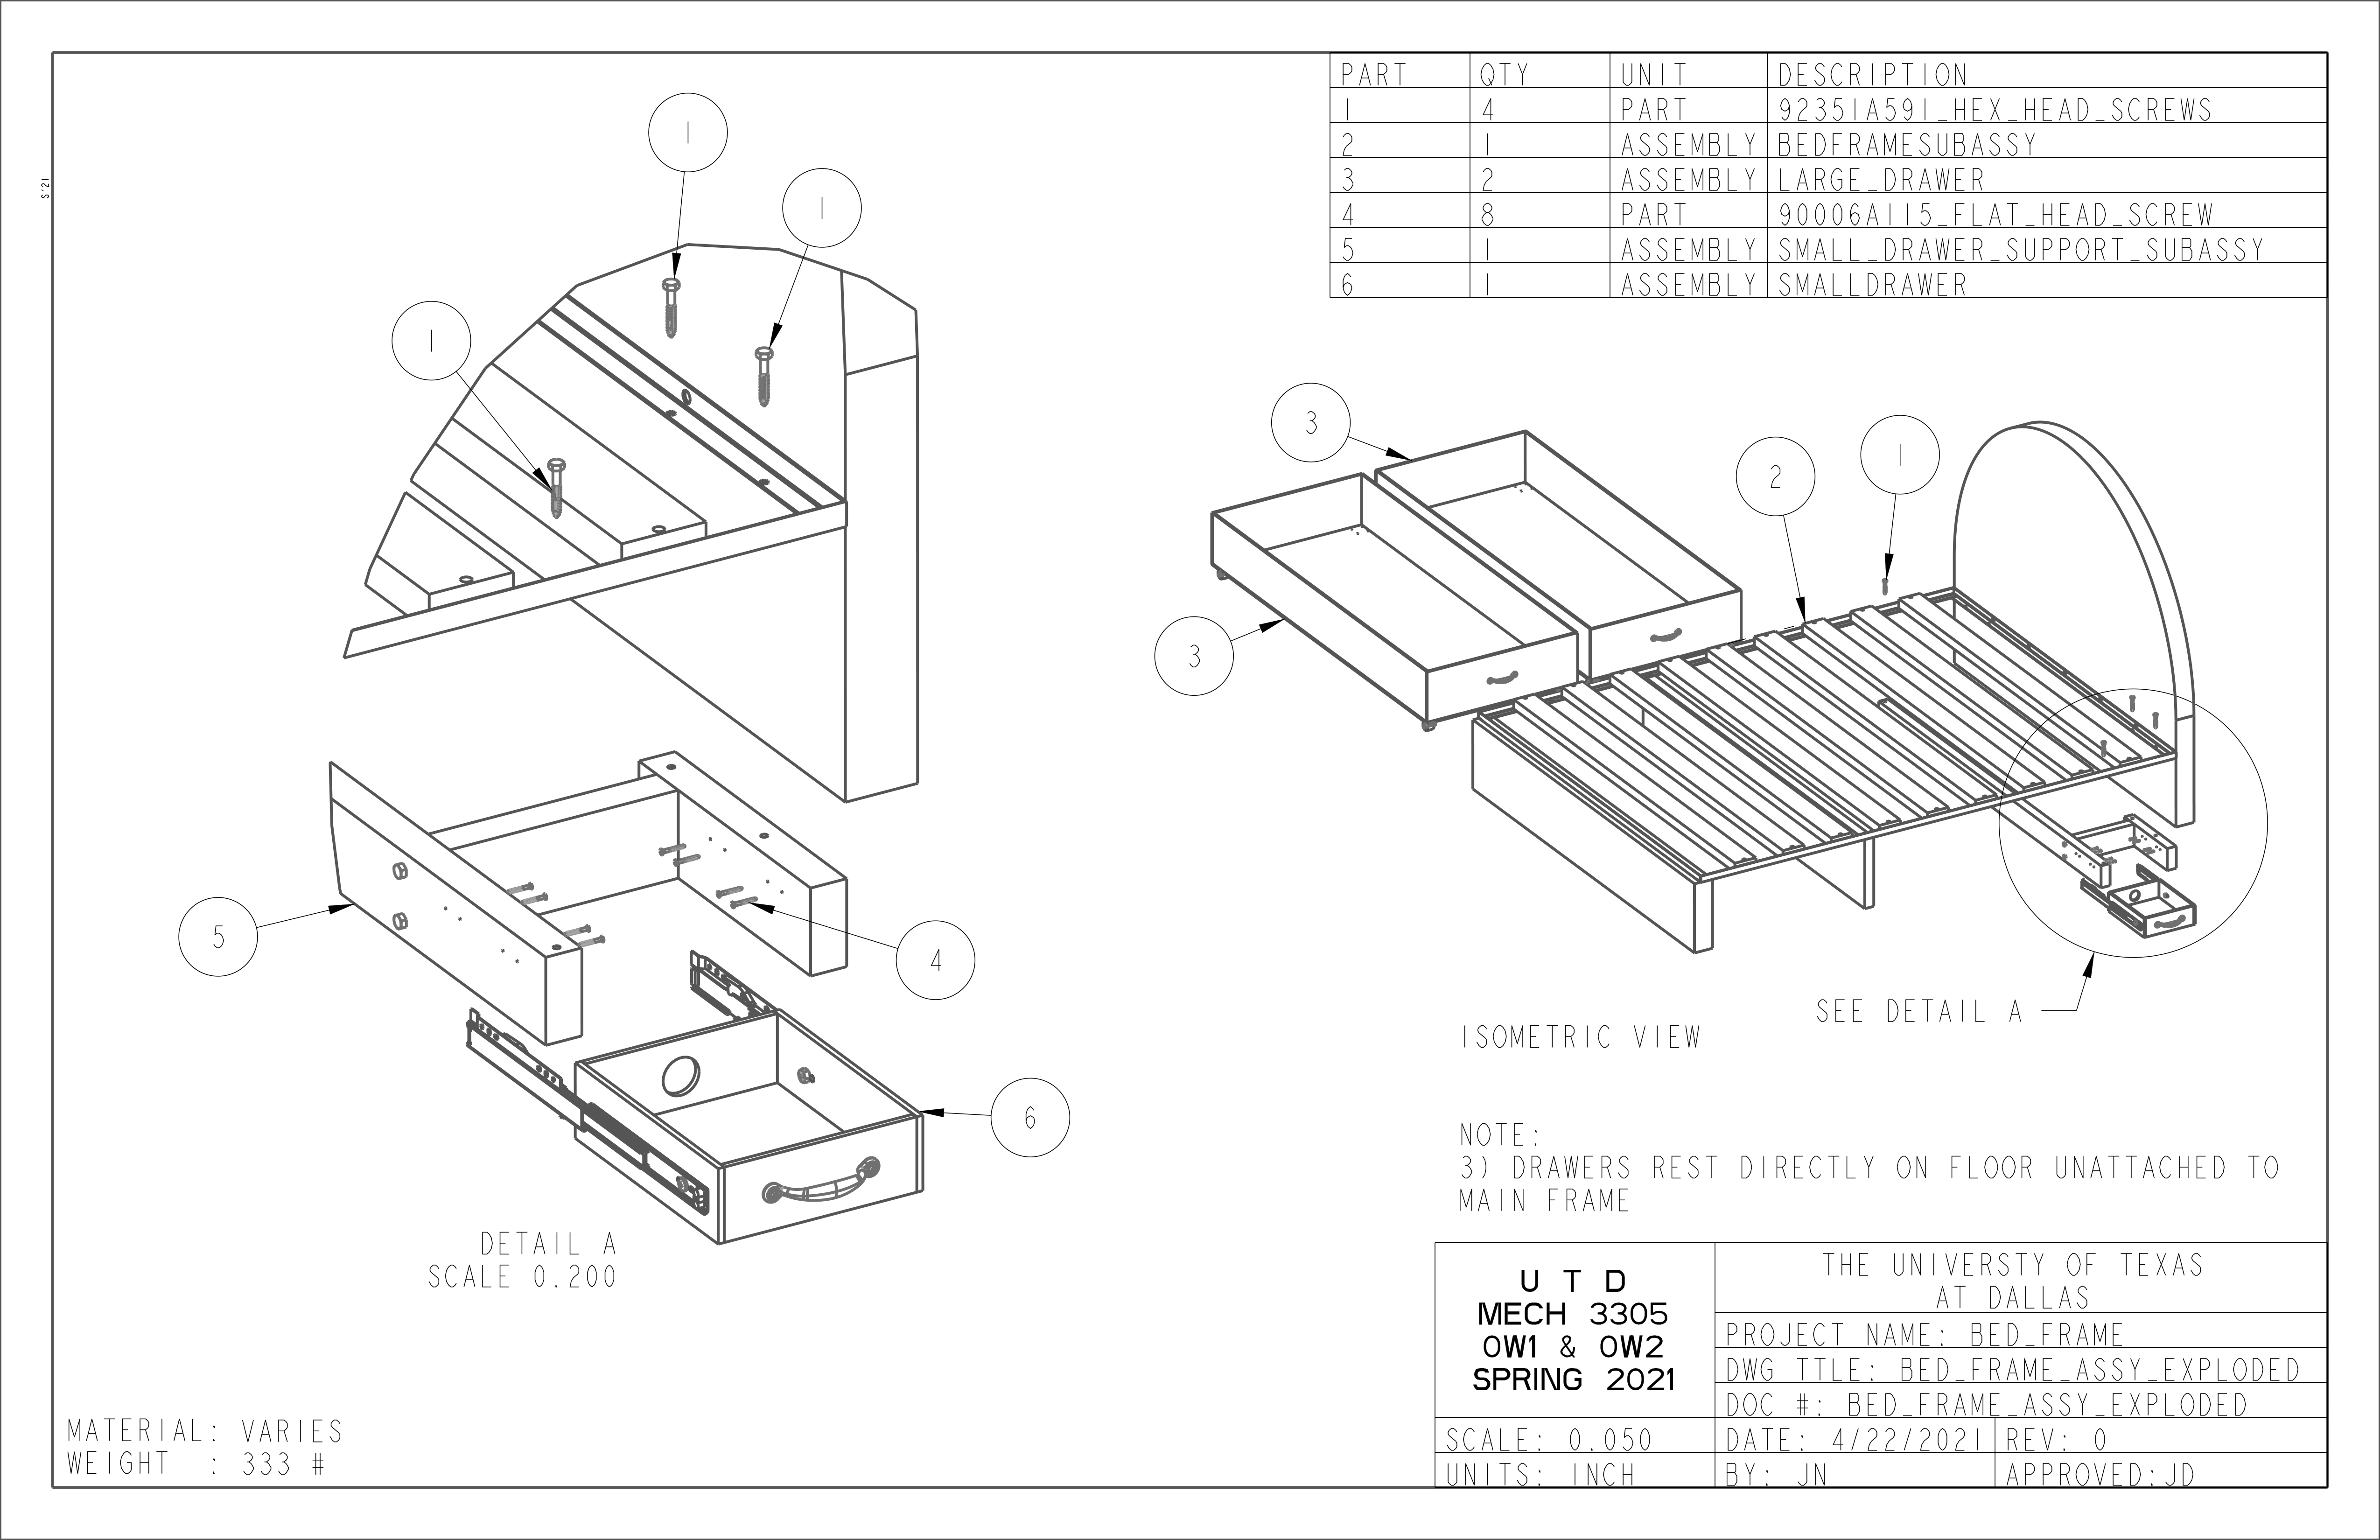 S'21
PART QTY UNIT DESCRIPTION
1 4 PART 92351A591_HEX_HEAD_SCREWS
2 1 ASSEMBLY BEDFRAMESUBASSY
3 2 ASSEMBLY LARGE_DRAWER
4 8 PART 90006A115_FLAT_HEAD_SCREW
5 1 ASSEMBLY SMALL_DRAWER_SUPPORT_SUBASSY
6 1 ASSEMBLY SMALLDRAWER
1
1
1
5
4
6
DETAIL A
SCALE 0.200
3
3
2
1
SEE DETAIL A
ISOMETRIC VIEW
NOTE:
3) DRAWERS REST DIRECTLY ON FLOOR UNATTACHED TO
MAIN FRAME
U T D
MECH 3305
0W1 & 0W2
SPRING 2021
THE UNIVERSTY OF TEXAS
AT DALLAS
PROJECT NAME: BED_FRAME
DWG TTLE: BED_FRAME_ASSY_EXPLODED
DOC #: BED_FRAME_ASSY_EXPLODED
SCALE: 0.050 DATE: 4/22/2021 REV: 0
UNITS: INCH BY: JN APPROVED:JD
MATERIAL: VARIES
WEIGHT : 333 #